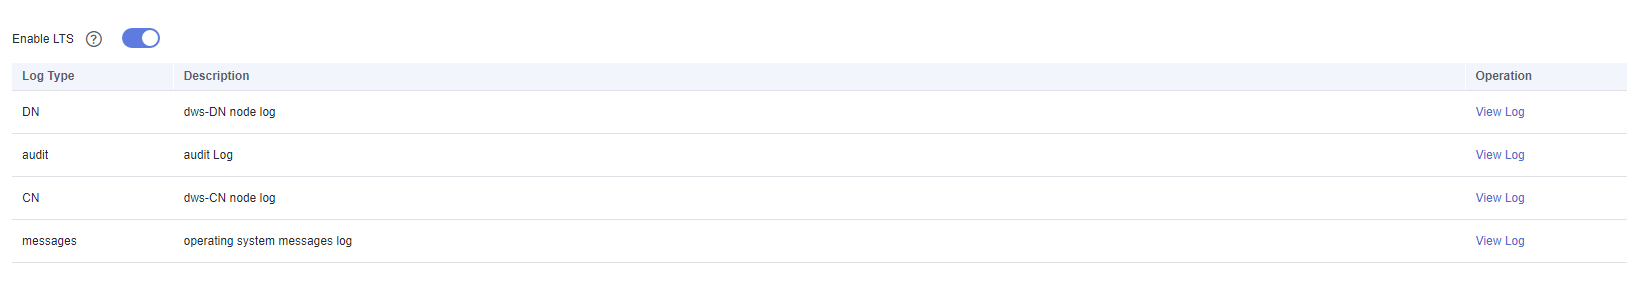 Enable LTS ?
Log Type Description Operation
DN dws-DN node log View Log
audit audit Log View Log
CN dws-CN node log View Log
messages operating system messages log View Log